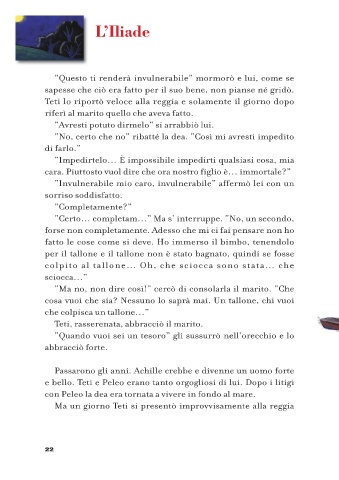 L’Iliade
“Questo ti renderà invulnerabile” mormorò e lui, come se
sapesse che ciò era fatto per il suo bene, non pianse né gridò.
Teti lo riportò veloce alla reggia e solamente il giorno dopo
riferì al marito quello che aveva fatto.
“Avresti potuto dirmelo” si arrabbiò lui.
“No, certo che no” ribatté la dea. “Così mi avresti impedito
di farlo.”
“Impedirtelo… È impossibile impedirti qualsiasi cosa, mia
cara. Piuttosto vuol dire che ora nostro figlio è… immortale?”
“Invulnerabile mio caro, invulnerabile” affermò lei con un
sorriso soddisfatto.
“Completamente?”
“Certo… completam…” Ma s’ interruppe. “No, un secondo,
forse non completamente. Adesso che mi ci fai pensare non ho
fatto le cose come si deve. Ho immerso il bimbo, tenendolo
per il tallone e il tallone non è stato bagnato, quindi se fosse
colpito al tallone… Oh, che sciocca sono stata… che
sciocca…”
“Ma no, non dire così!” cercò di consolarla il marito. “Che
cosa vuoi che sia? Nessuno lo saprà mai. Un tallone, chi vuoi
che colpisca un tallone…”
Teti, rasserenata, abbracciò il marito.
“Quando vuoi sei un tesoro” gli sussurrò nell’orecchio e lo
abbracciò forte.
Passarono gli anni. Achille crebbe e divenne un uomo forte
e bello. Teti e Peleo erano tanto orgogliosi di lui. Dopo i litigi
con Peleo la dea era tornata a vivere in fondo al mare.
Ma un giorno Teti si presentò improvvisamente alla reggia
22